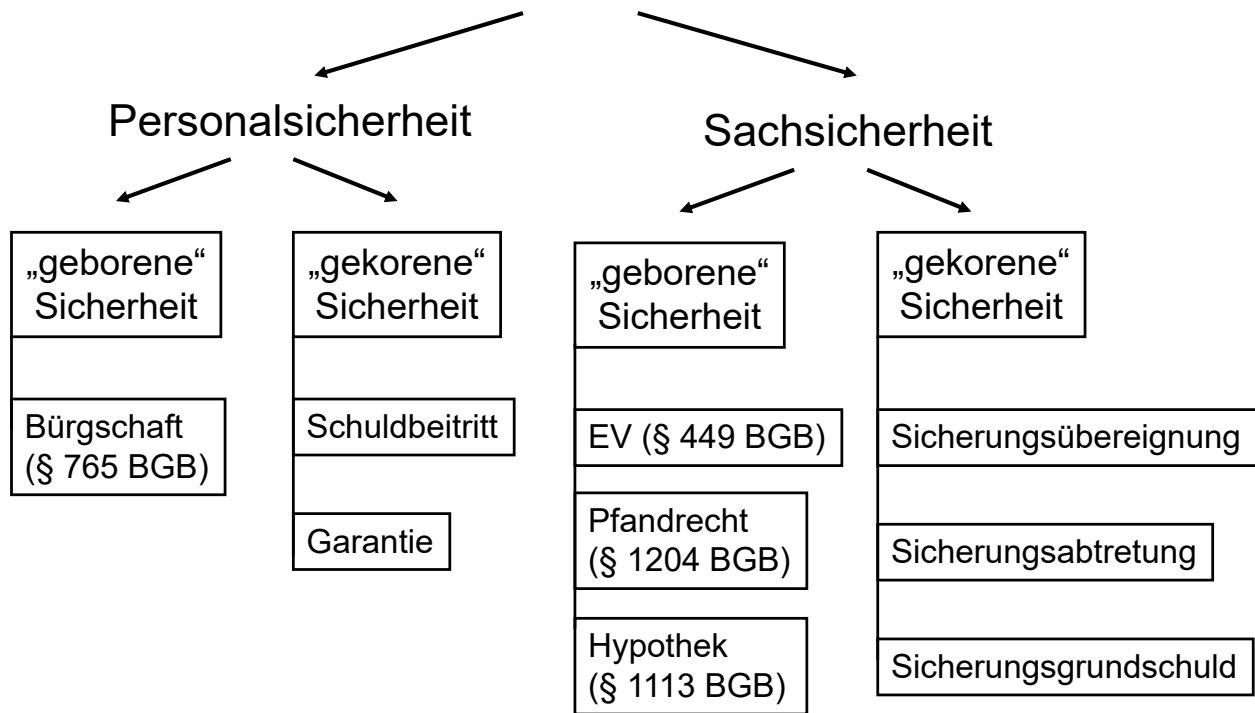 Personalsicherheit
Sachsicherheit
„geborene“
Sicherheit
Bürgschaft
(§ 765 BGB)
„gekorene“
Sicherheit
Schuldbeitritt
Garantie
„geborene“
Sicherheit
EV (§ 449 BGB)
Pfandrecht
(§ 1204 BGB)
Hypothek
(§ 1113 BGB)
„gekorene“
Sicherheit
Sicherungsübereignung
Sicherungsabtretung
Sicherungsgrundschuld